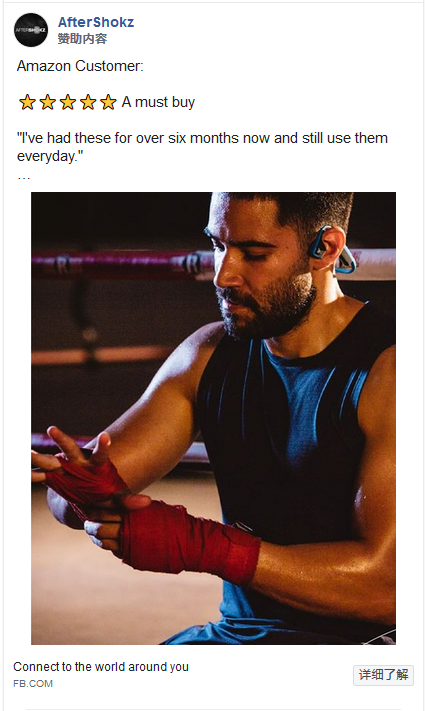 AfterShokz
赞助内容
AFTERSHOKZ
Amazon Customer:
A must buy
"I've had these for over six months now and still use them
everyday."
...
Connect to the world around you
FB.COM
详细了解